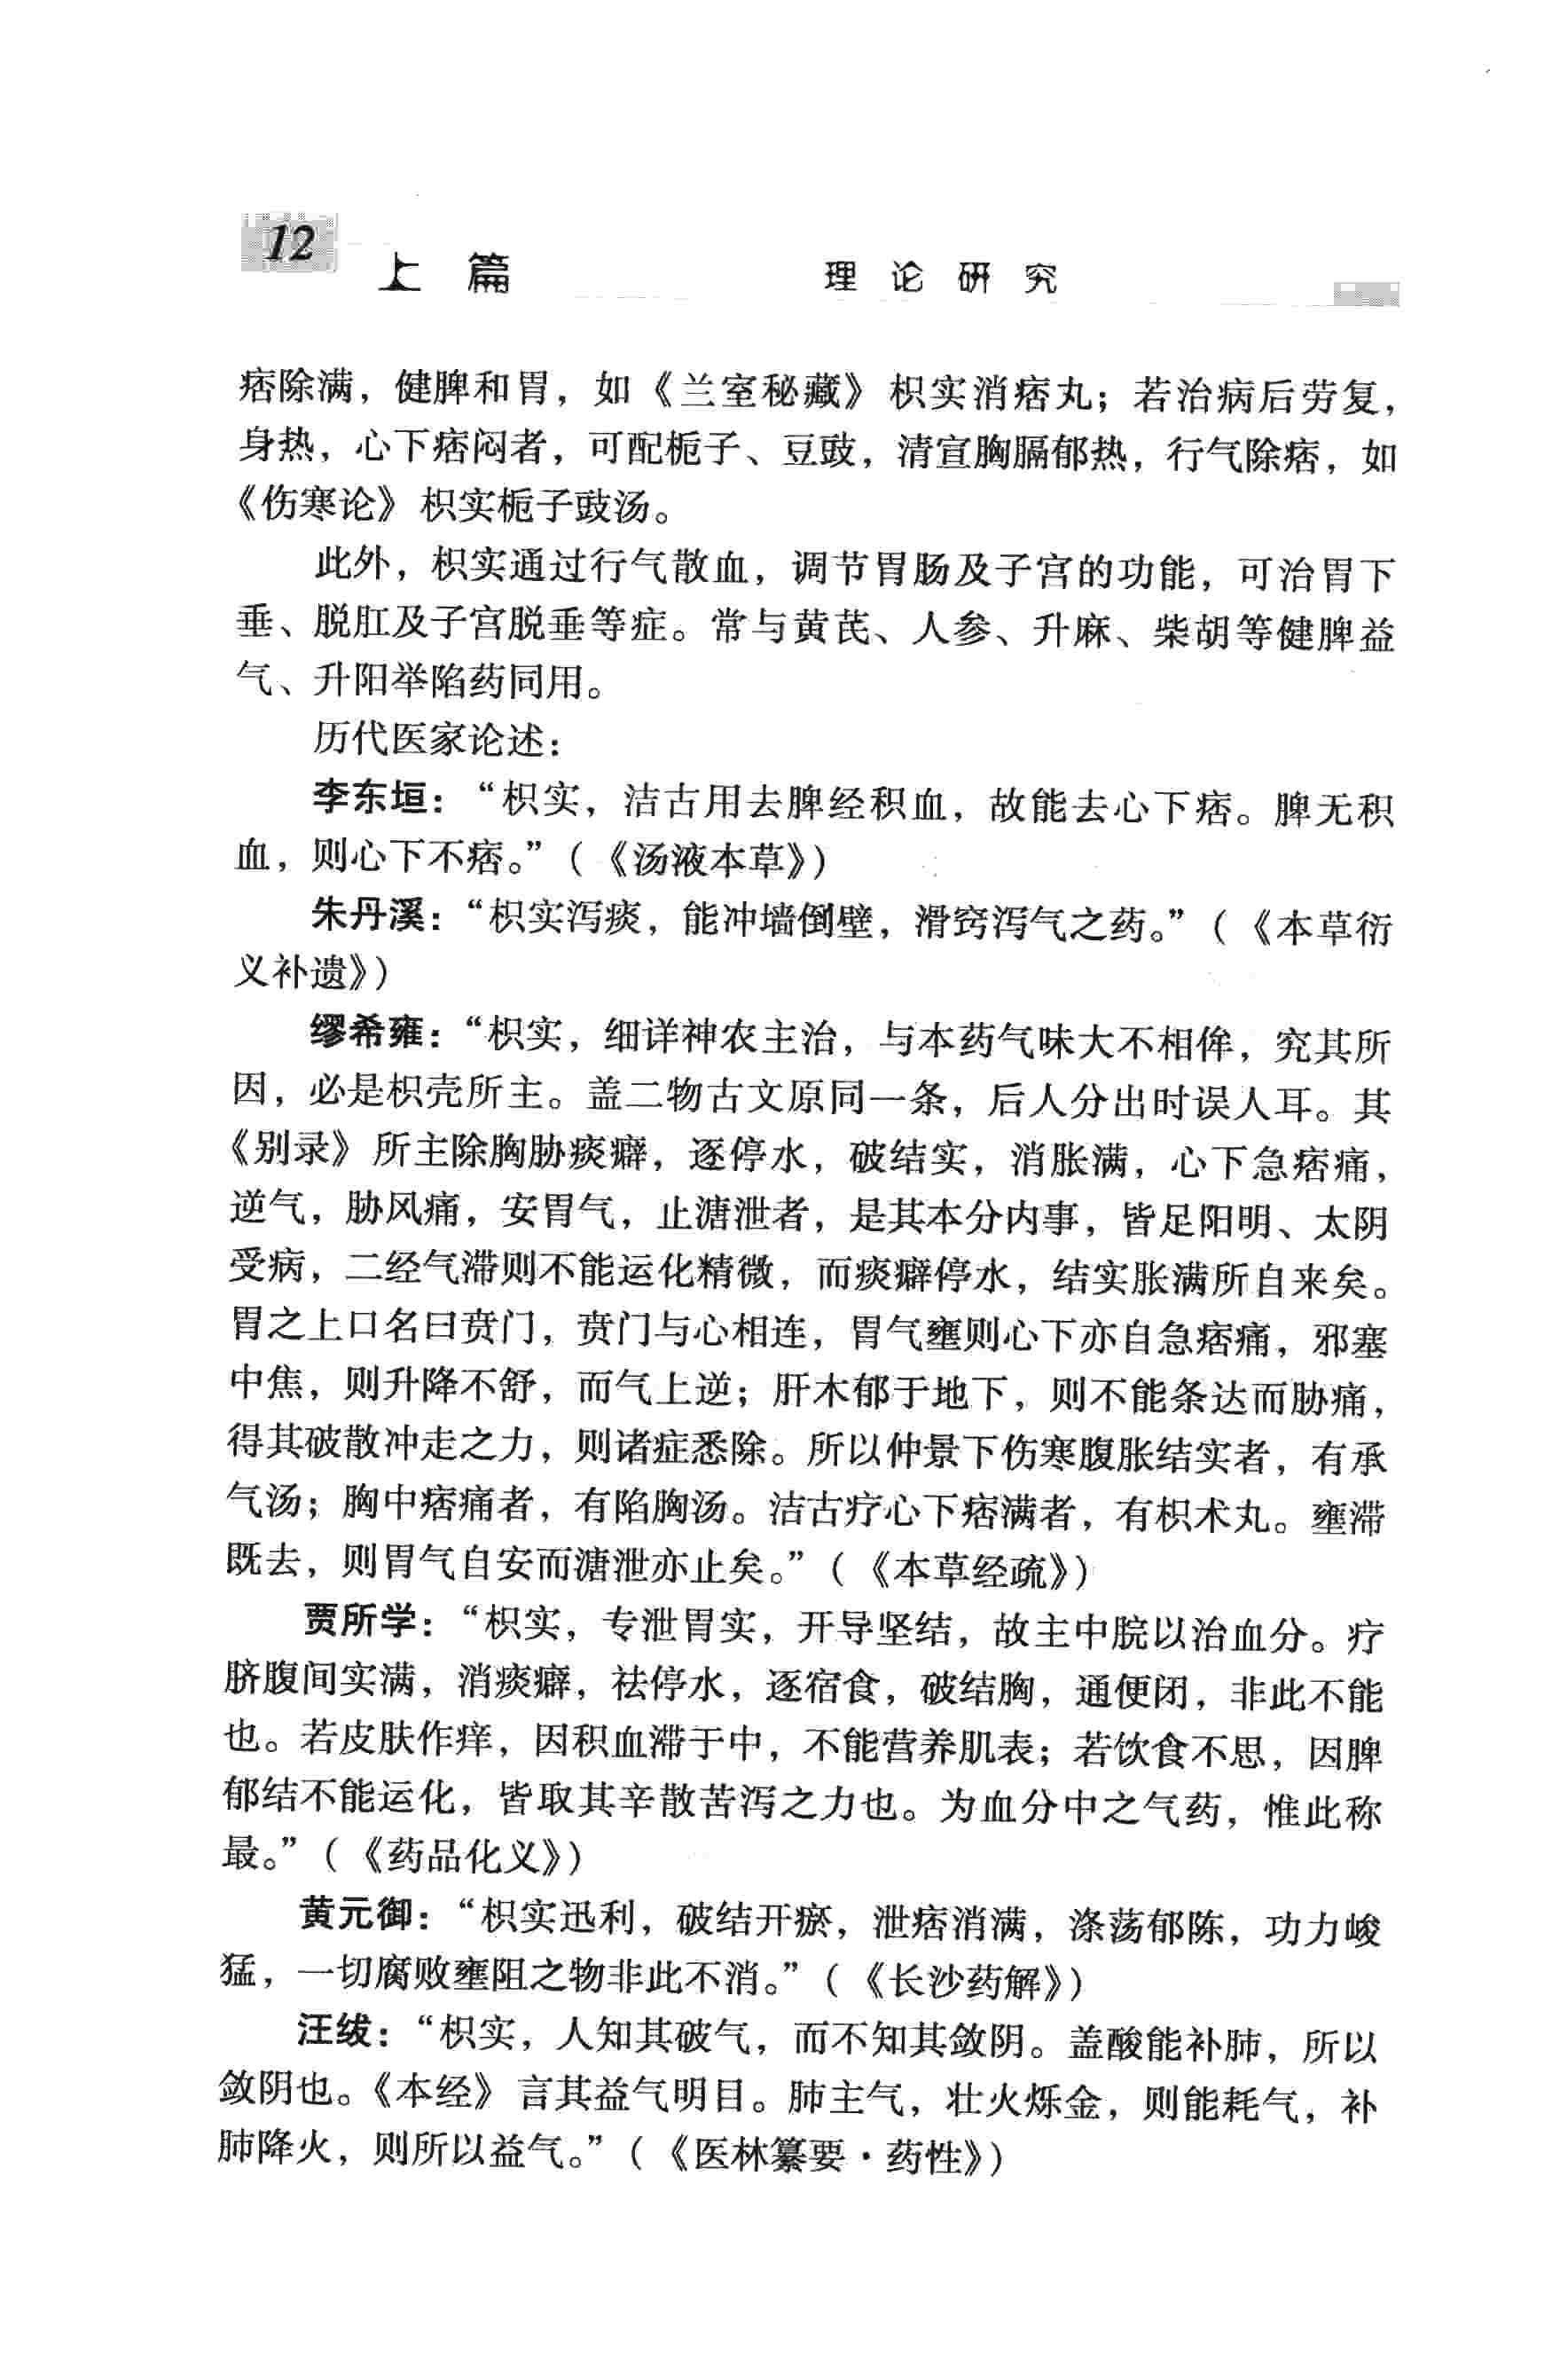 12
上 篇 理论研究
痞除满，健脾和胃，如《兰室秘藏》枳实消痞丸；若治病后劳复，
身热，心下痞闷者，可配栀子、豆豉，清宣胸膈郁热，行气除痞，如
《伤寒论》枳实栀子豉汤。
此外，枳实通过行气散血，调节胃肠及子宫的功能，可治胃下
垂、脱肛及子宫脱垂等症。常与黄芪、人参、升麻、柴胡等健脾益
气、升阳举陷药同用。
历代医家论述：
李东垣：“枳实，洁古用去脾经积血，故能去心下痞。脾无积
血，则心下不痞。”（《汤液本草》）
朱丹溪：“枳实泻痰，能冲墙倒壁，滑窍泻气之药。”（《本草衍
义补遗》）
缪希雍：“枳实，细详神农主治，与本药气味大不相侔，究其所
因，必是枳壳所主。盖二物古文原同一条，后人分出时误人耳。其
《别录》所主除胸胁痰癖，逐停水，破结实，消胀满，心下急痞痛，
逆气，胁风痛，安胃气，止溏泄者，是其本分内事，皆足阳明、太阴
受病，二经气滞则不能运化精微，而痰癖停水，结实胀满所自来矣。
胃之上口名曰贲门，贲门与心相连，胃气壅则心下亦自急痞痛，邪塞
中焦，则升降不舒，而气上逆；肝木郁于地下，则不能条达而胁痛，
得其破散冲走之力，则诸症悉除。所以仲景下伤寒腹胀结实者，有承
气汤；胸中痞痛者，有陷胸汤。洁古疗心下痞满者，有枳术丸。壅滞
既去，则胃气自安而溏泄亦止矣。”（《本草经疏》）
贾所学：“枳实，专泄胃实，开导坚结，故主中脘以治血分。疗
脐腹间实满，消痰癖，祛停水，逐宿食，破结胸，通便闭，非此不能
也。若皮肤作痒，因积血滞于中，不能营养肌表；若饮食不思，因脾
郁结不能运化，皆取其辛散苦泻之力也。为血分中之气药，惟此称
最。”（《药品化义》）
黄元御：“枳实迅利，破结开瘀，泄痞消满，涤荡郁陈，功力峻
猛，一切腐败壅阻之物非此不消。”（《长沙药解》）
汪绂：“枳实，人知其破气，而不知其敛阴。盖酸能补肺，所以
敛阴也。《本经》言其益气明目。肺主气，壮火烁金，则能耗气，补
肺降火，则所以益气。”（《医林纂要·药性》）